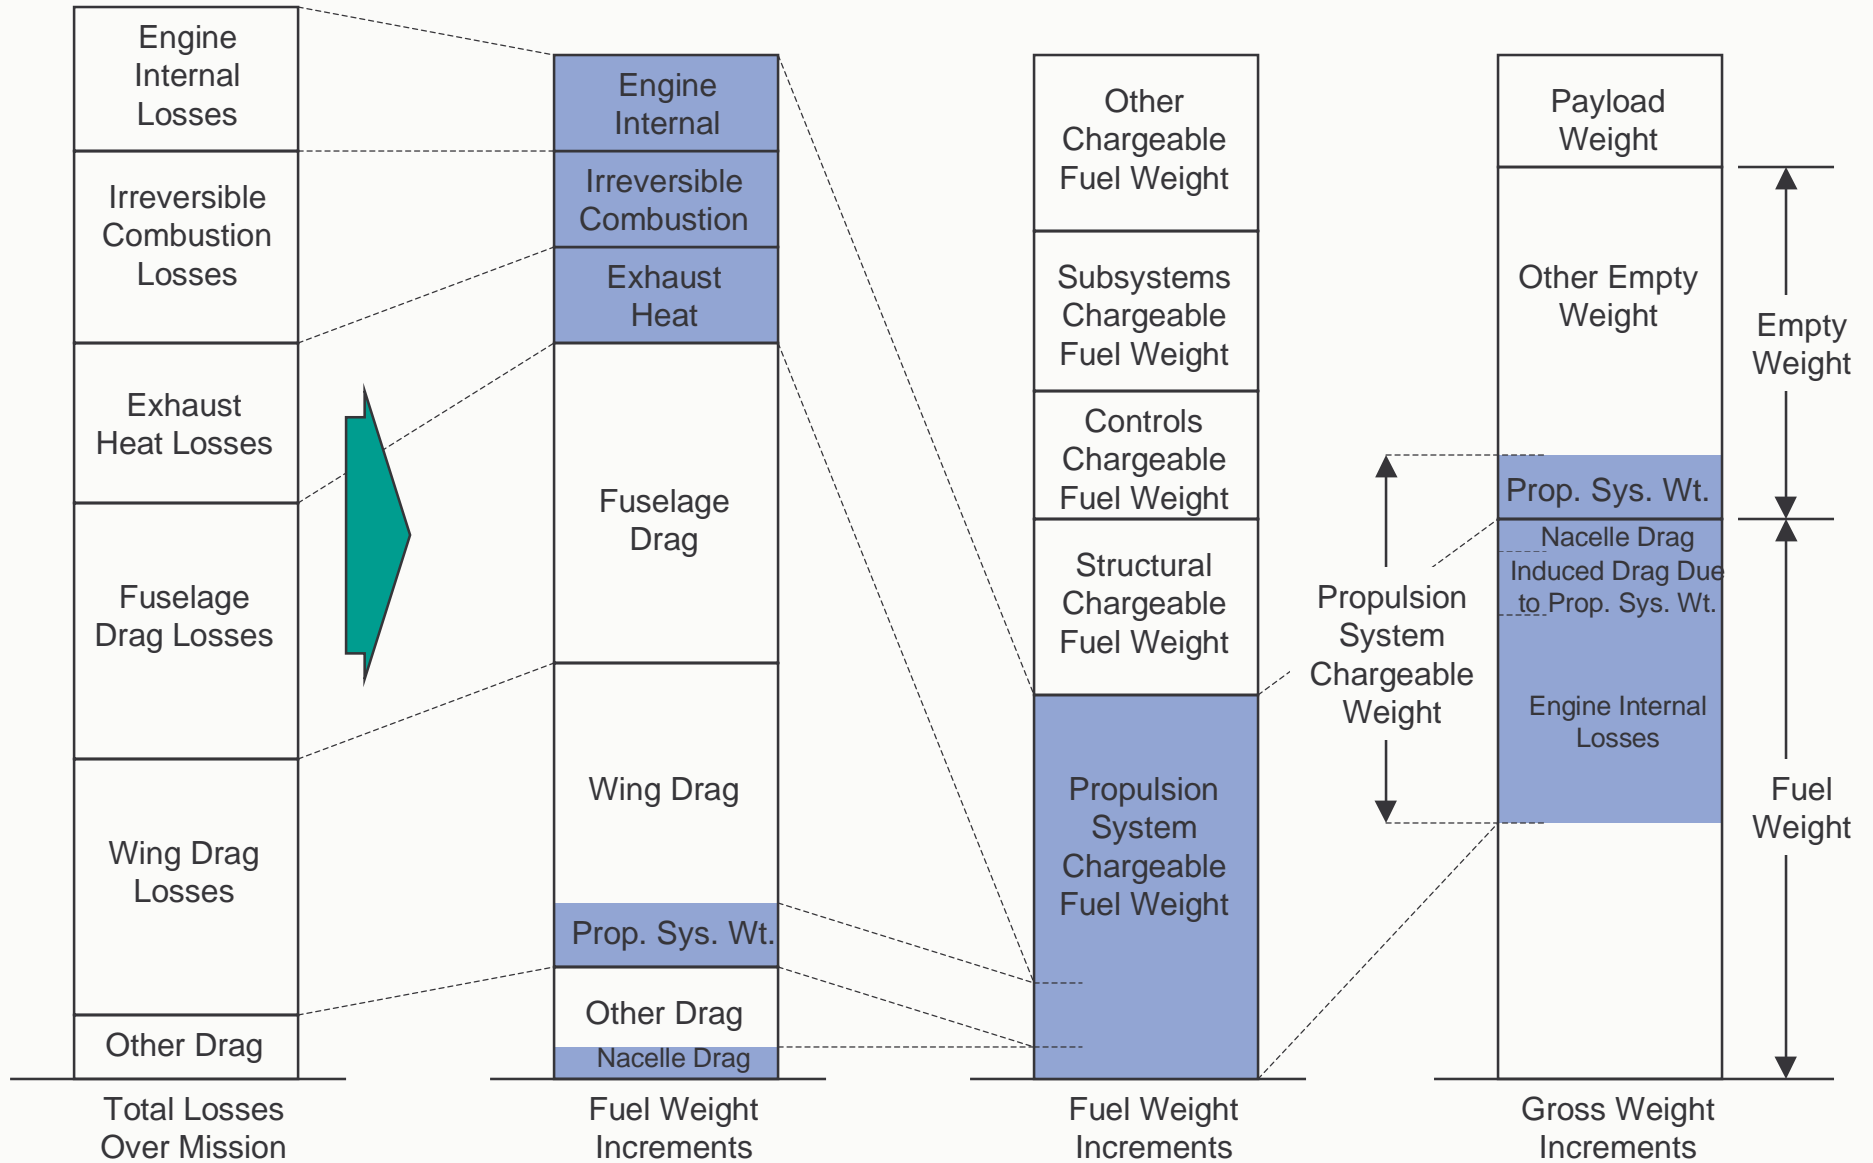 Engine
Internal
Losses
Irreversible
Combustion
Losses
Exhaust
Heat Losses
Fuselage
Drag Losses
Wing Drag
Losses
Other Drag
Total Losses
Over Mission
Engine
Internal
Irreversible
Combustion
Exhaust
Heat
Fuselage
Drag
Wing Drag
Prop. Sys. Wt.
Other Drag
Nacelle Drag
Fuel Weight
Increments
Other
Chargeable
Fuel Weight
Subsystems
Chargeable
Fuel Weight
Controls
Chargeable
Fuel Weight
Structural
Chargeable
Fuel Weight
Propulsion
System
Chargeable
Fuel Weight
Fuel Weight
Increments
Propulsion
System
Chargeable
Weight
Payload
Weight
Other Empty
Weight
Prop. Sys. Wt.
Nacelle Drag
Induced Drag Due
to Prop. Sys. Wt.
Engine Internal
Losses
Gross Weight
Increments
Empty
Weight
Fuel
Weight